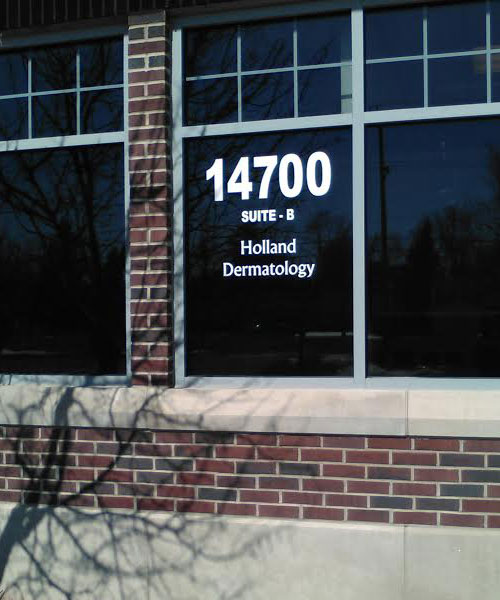 14700
SUITE - B
Holland
Dermatology